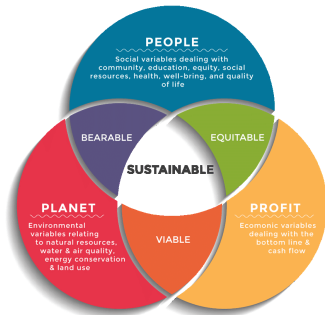 PEOPLE
Social variables dealing with
community, education, equity, social
resources, health, well-bring, and quality
of life
BEARABLE
EQUITABLE
SUSTAINABLE
PLANET
Environmental
variables relating
to natural resources,
water & air quality,
energy conservation
& land use
PROFIT
Ecomonic variables
dealing with the
bottom line &
cash flow
VIABLE